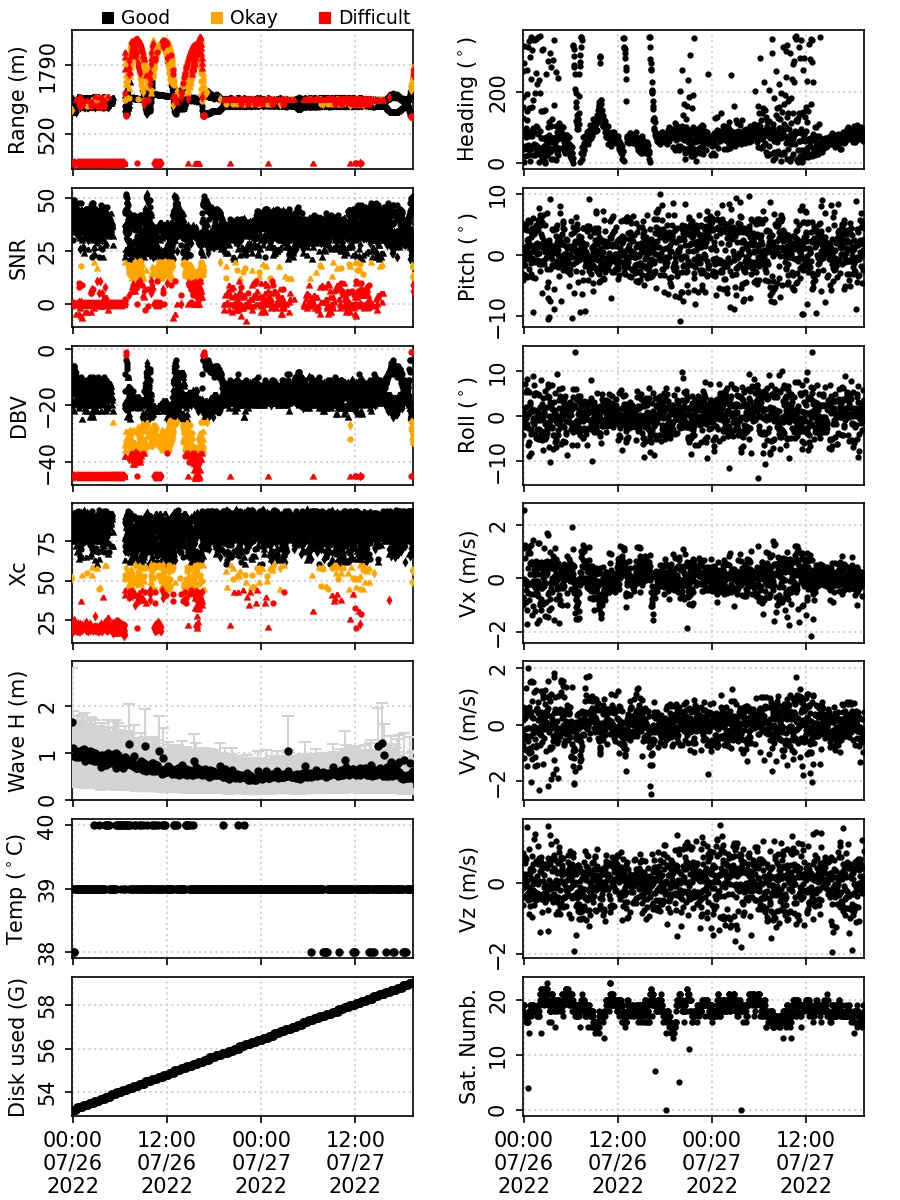 Good Okay Difficult
Range (m)
1790
520
Heading (°)
200
0
SNR
50
25
0
Pitch (°)
10
0
−10
DBV
0
−20
−40
Roll (°)
10
0
−10
Xc
75
50
25
Vx (m/s)
2
0
−2
Wave H (m)
2
1
0
Vy (m/s)
2
0
−2
Temp (°C)
40
39
38
Vz (m/s)
0
−2
Disk used (G)
58
56
54
Sat. Numb.
20
10
0
00:00 12:00 00:00 12:00
07/26 07/26 07/27 07/27
2022 2022 2022 2022
00:00 12:00 00:00 12:00
07/26 07/26 07/27 07/27
2022 2022 2022 2022